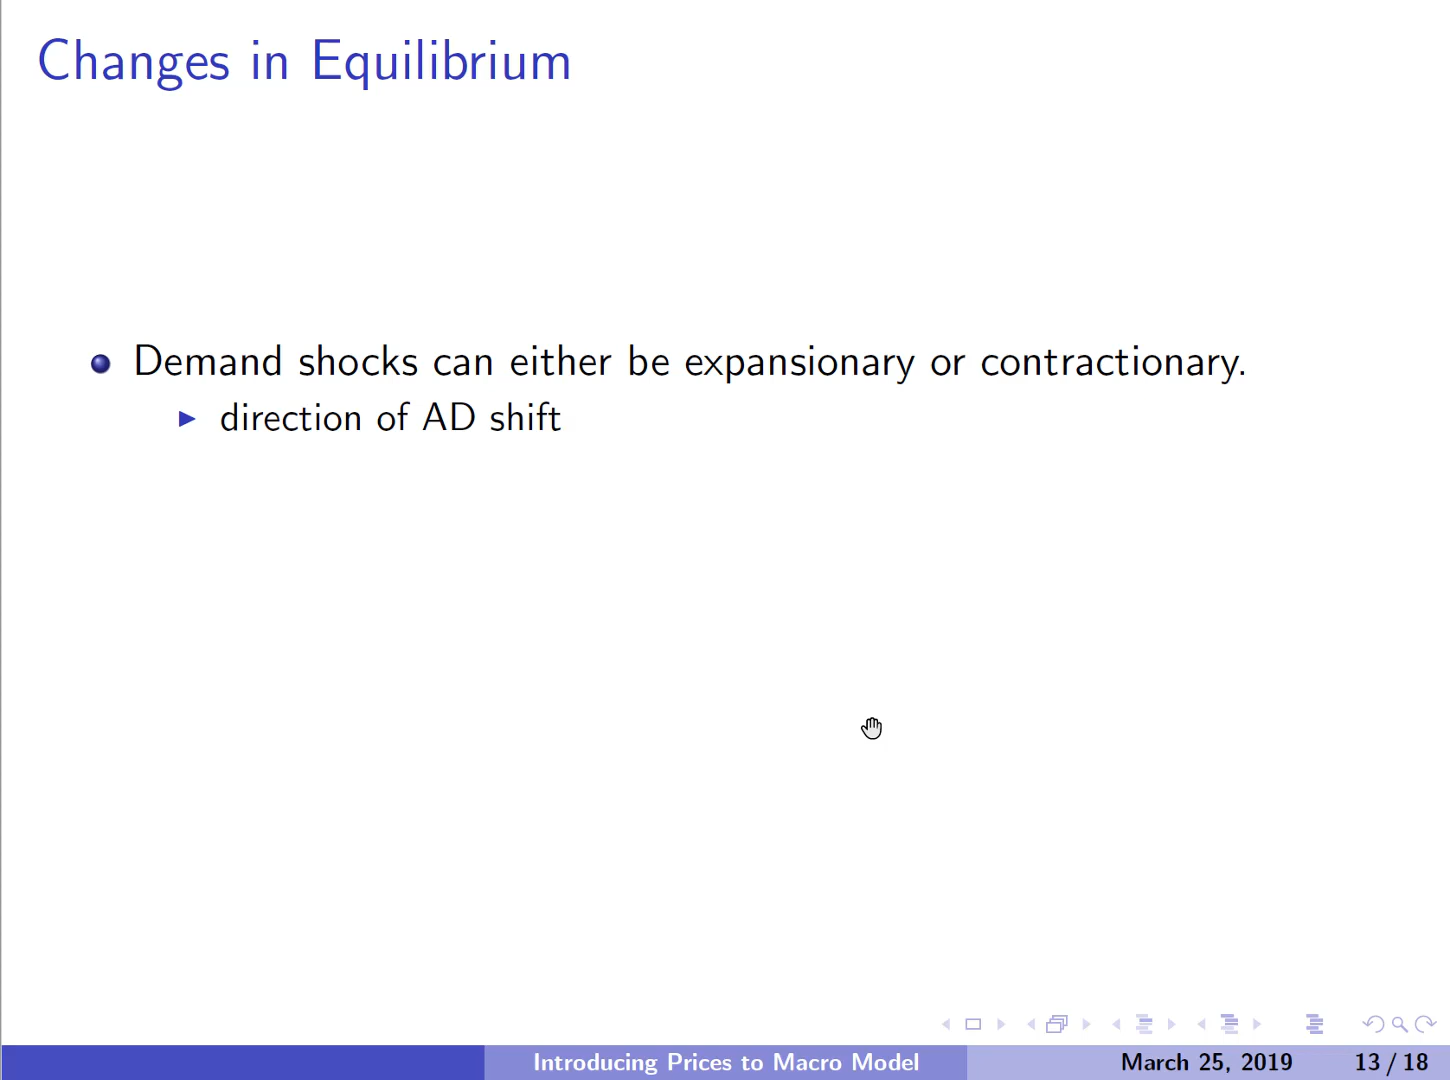 Changes in Equilibrium
Demand shocks can either be expansionary or contractionary.
direction of AD shift
Introducing Prices to Macro Model March 25, 2019 13 / 18